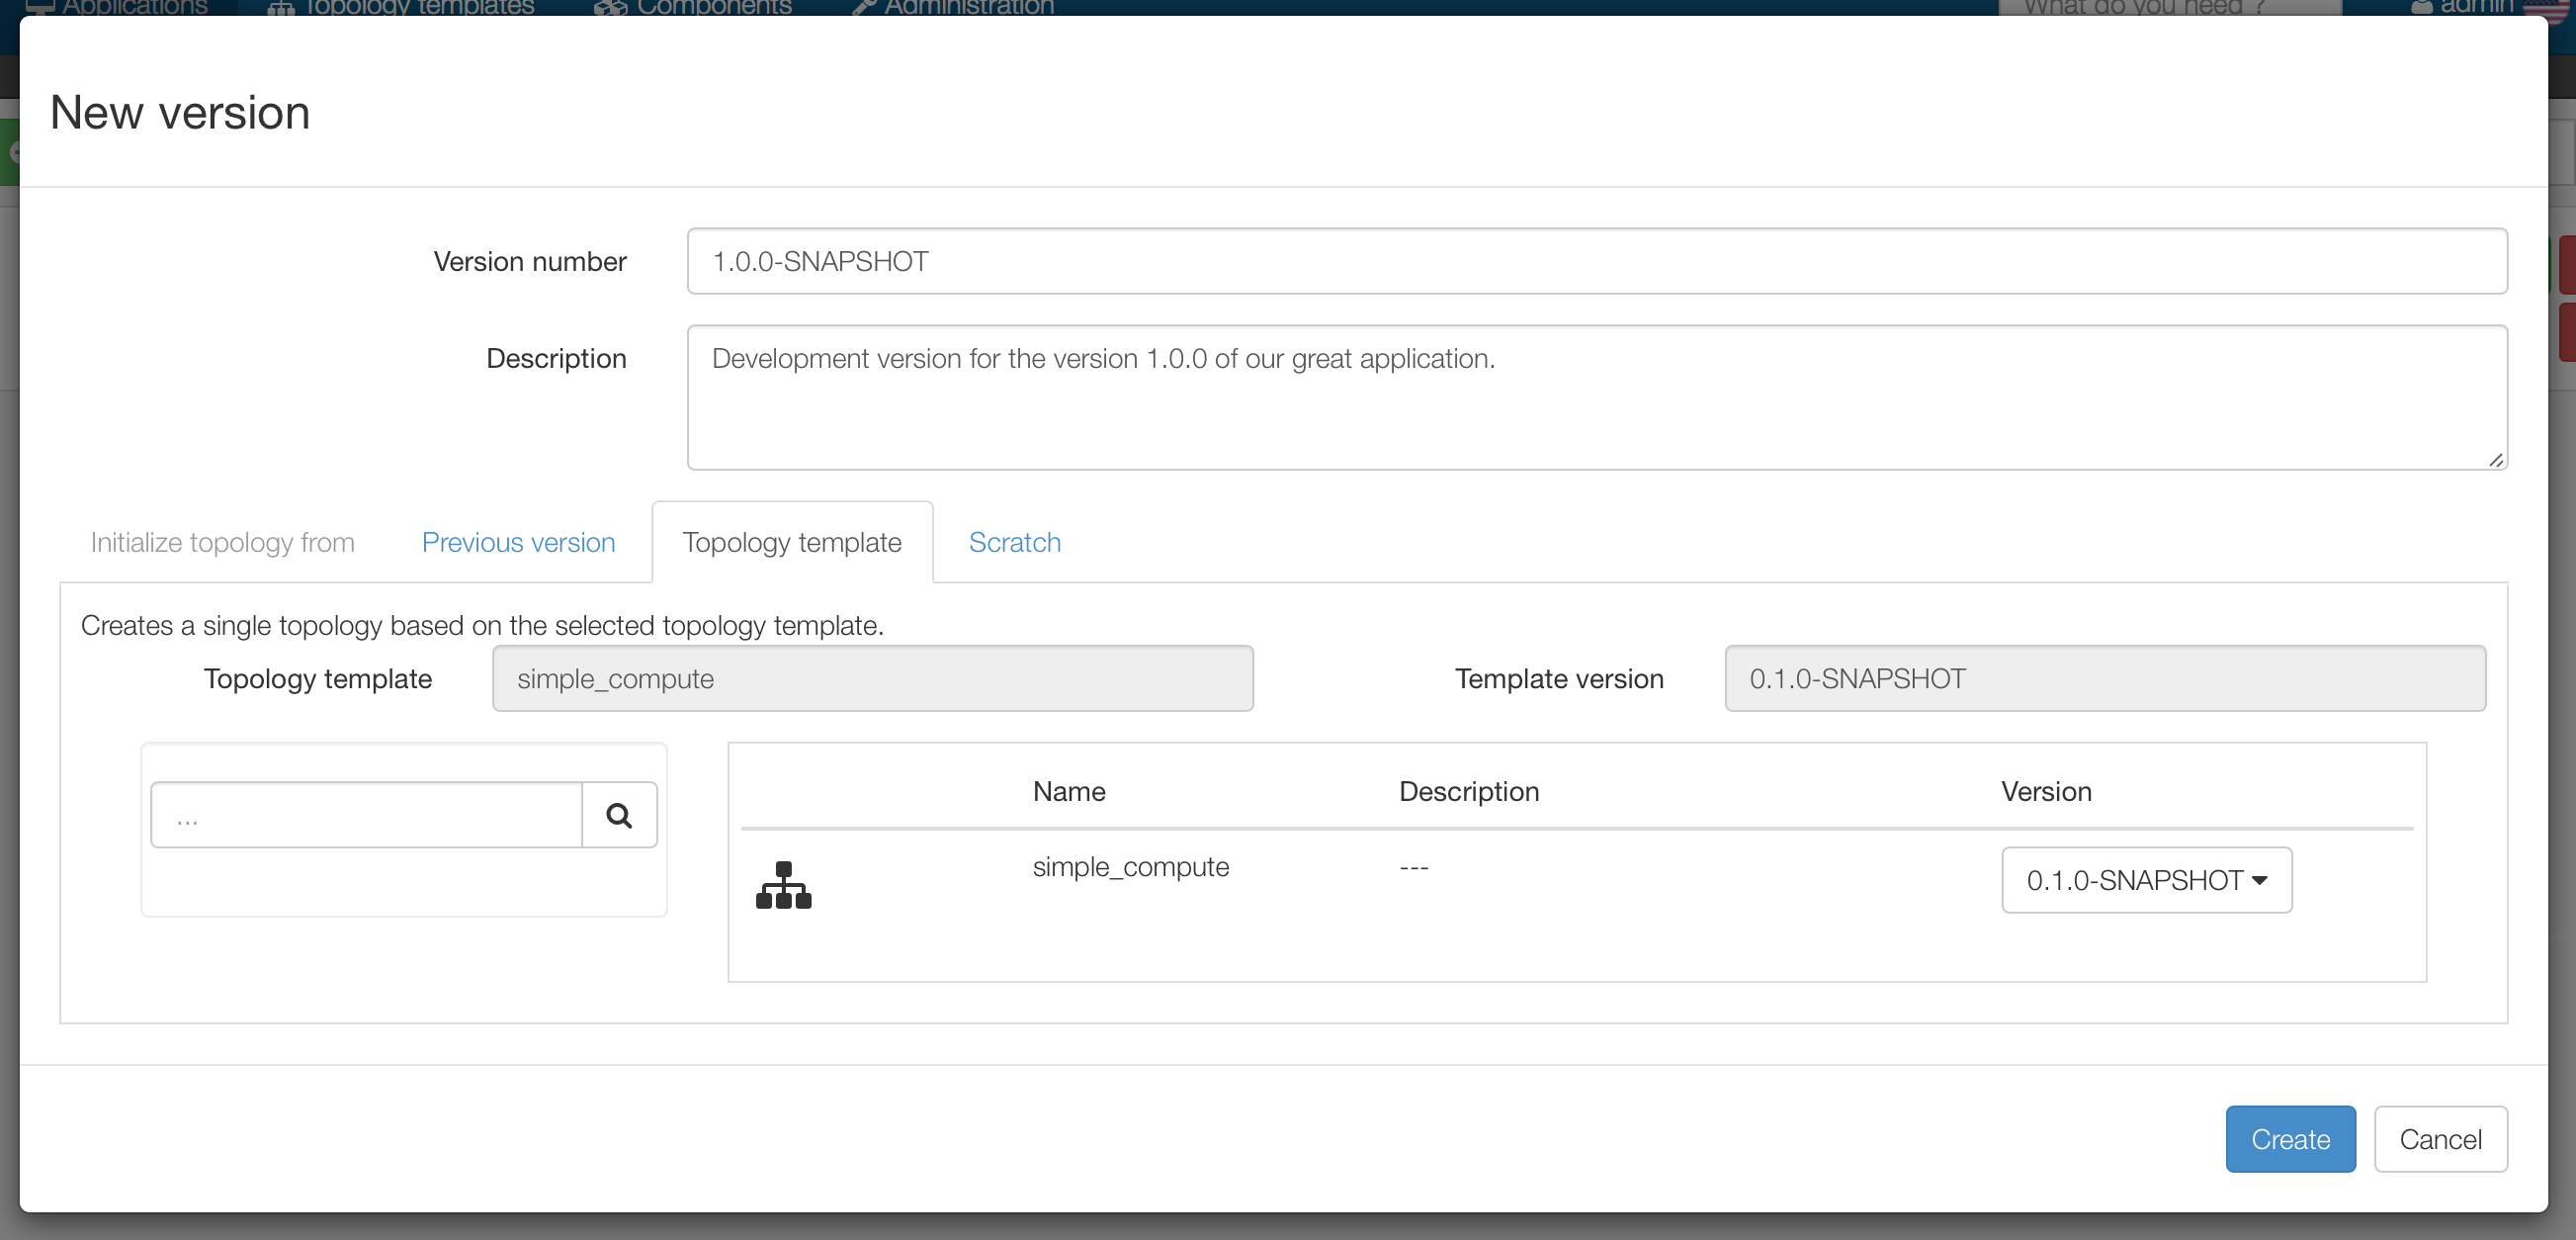 Applications Topology templates Components Administration What do you need ? admin
New version
Version number 1.0.0-SNAPSHOT
Description Development version for the version 1.0.0 of our great application.
Initialize topology from Previous version Topology template Scratch
Creates a single topology based on the selected topology template.
Topology template simple_compute Template version 0.1.0-SNAPSHOT
Name Description Version
...
simple_compute --- 0.1.0-SNAPSHOT
Create Cancel